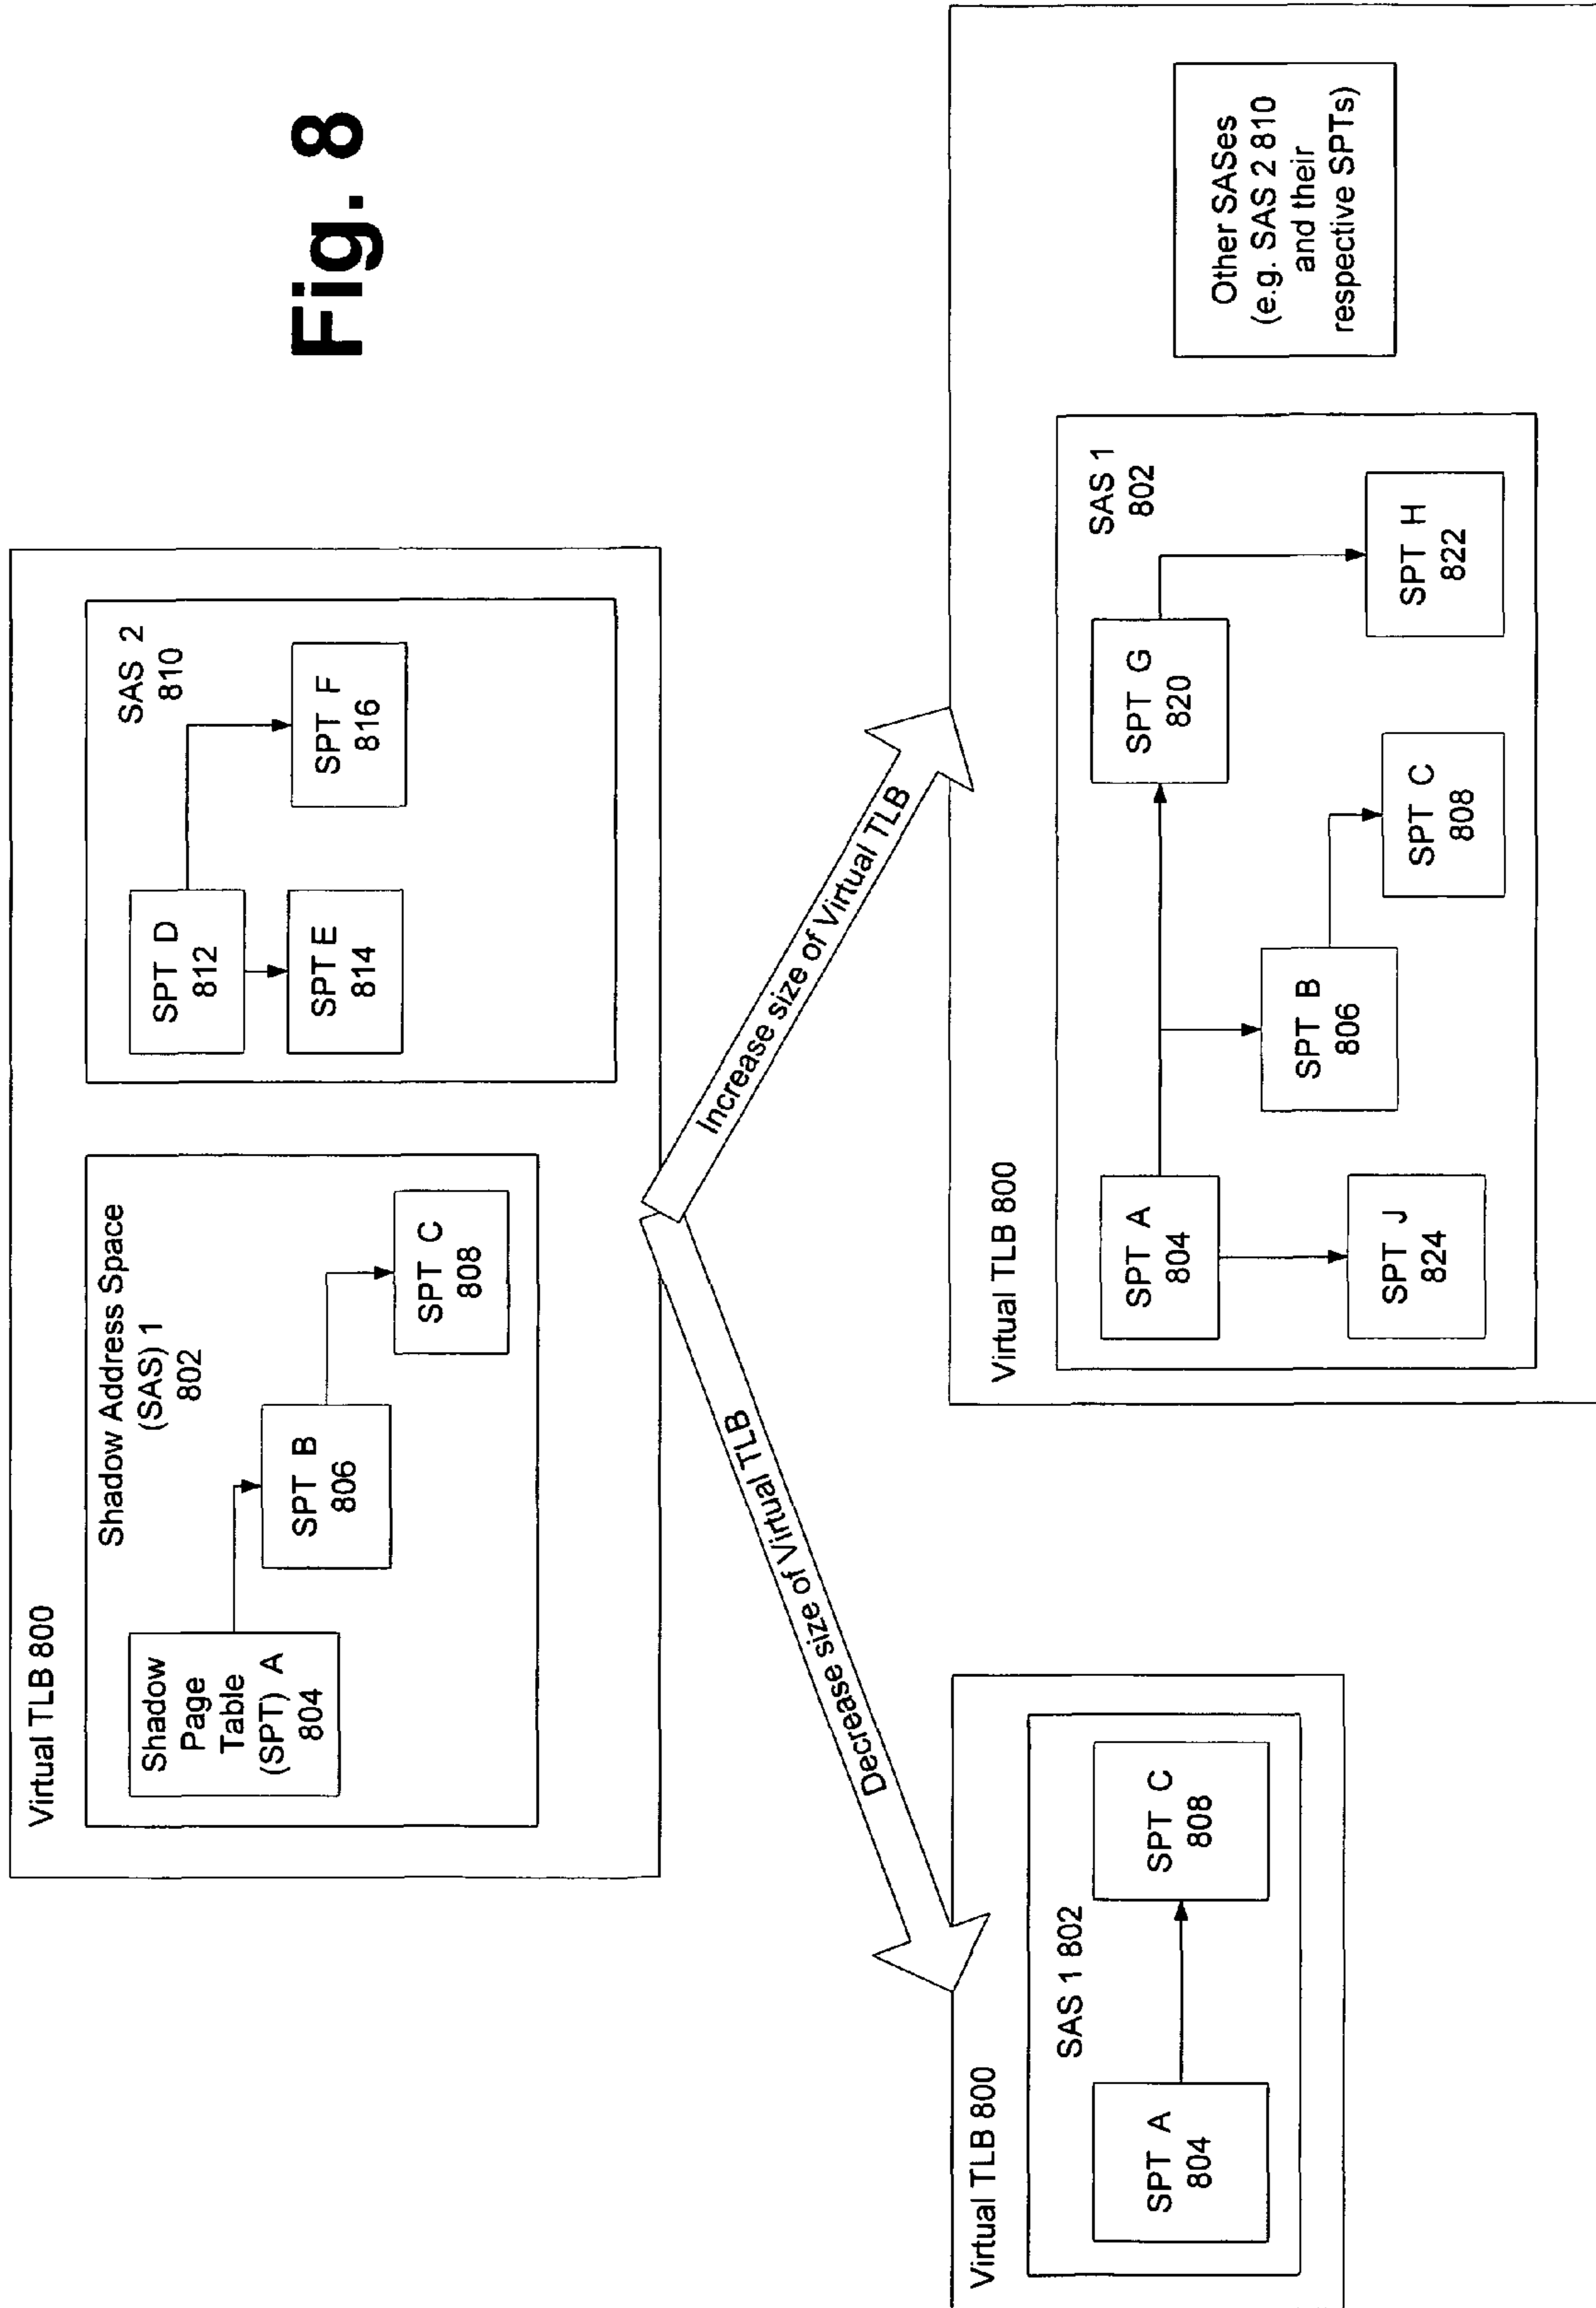 Fig. 8
Virtual TLB 800
Shadow Address Space
(SAS) 1
802
Shadow
Page
Table
(SPT) A
804
SPT B
806
SPT C
808
SAS 2
810
SPT D
812
SPT E
814
SPT F
816
Decrease size of Virtual TLB
Increase size of Virtual TLB
Virtual TLB 800
SAS 1 802
SPT A
804
SPT C
808
Virtual TLB 800
SAS 1
802
SPT A
804
SPT J
824
SPT B
806
SPT C
808
SPT G
820
SPT H
822
Other SASes
(e.g. SAS 2 810
and their
respective SPTs)